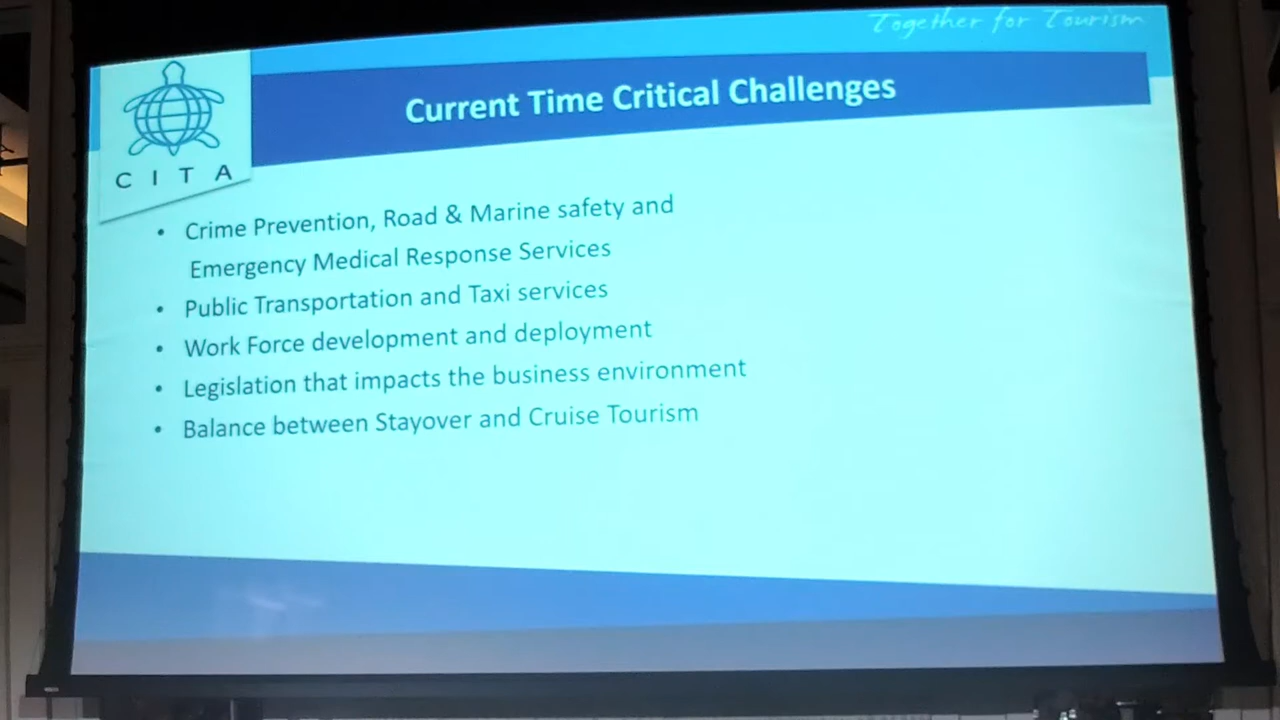 Together for Tourism
Current Time Critical Challenges
CITA
• Crime Prevention, Road & Marine safety and
Emergency Medical Response Services
• Public Transportation and Taxi services
• Work Force development and deployment
• Legislation that impacts the business environment
• Balance between Stayover and Cruise Tourism